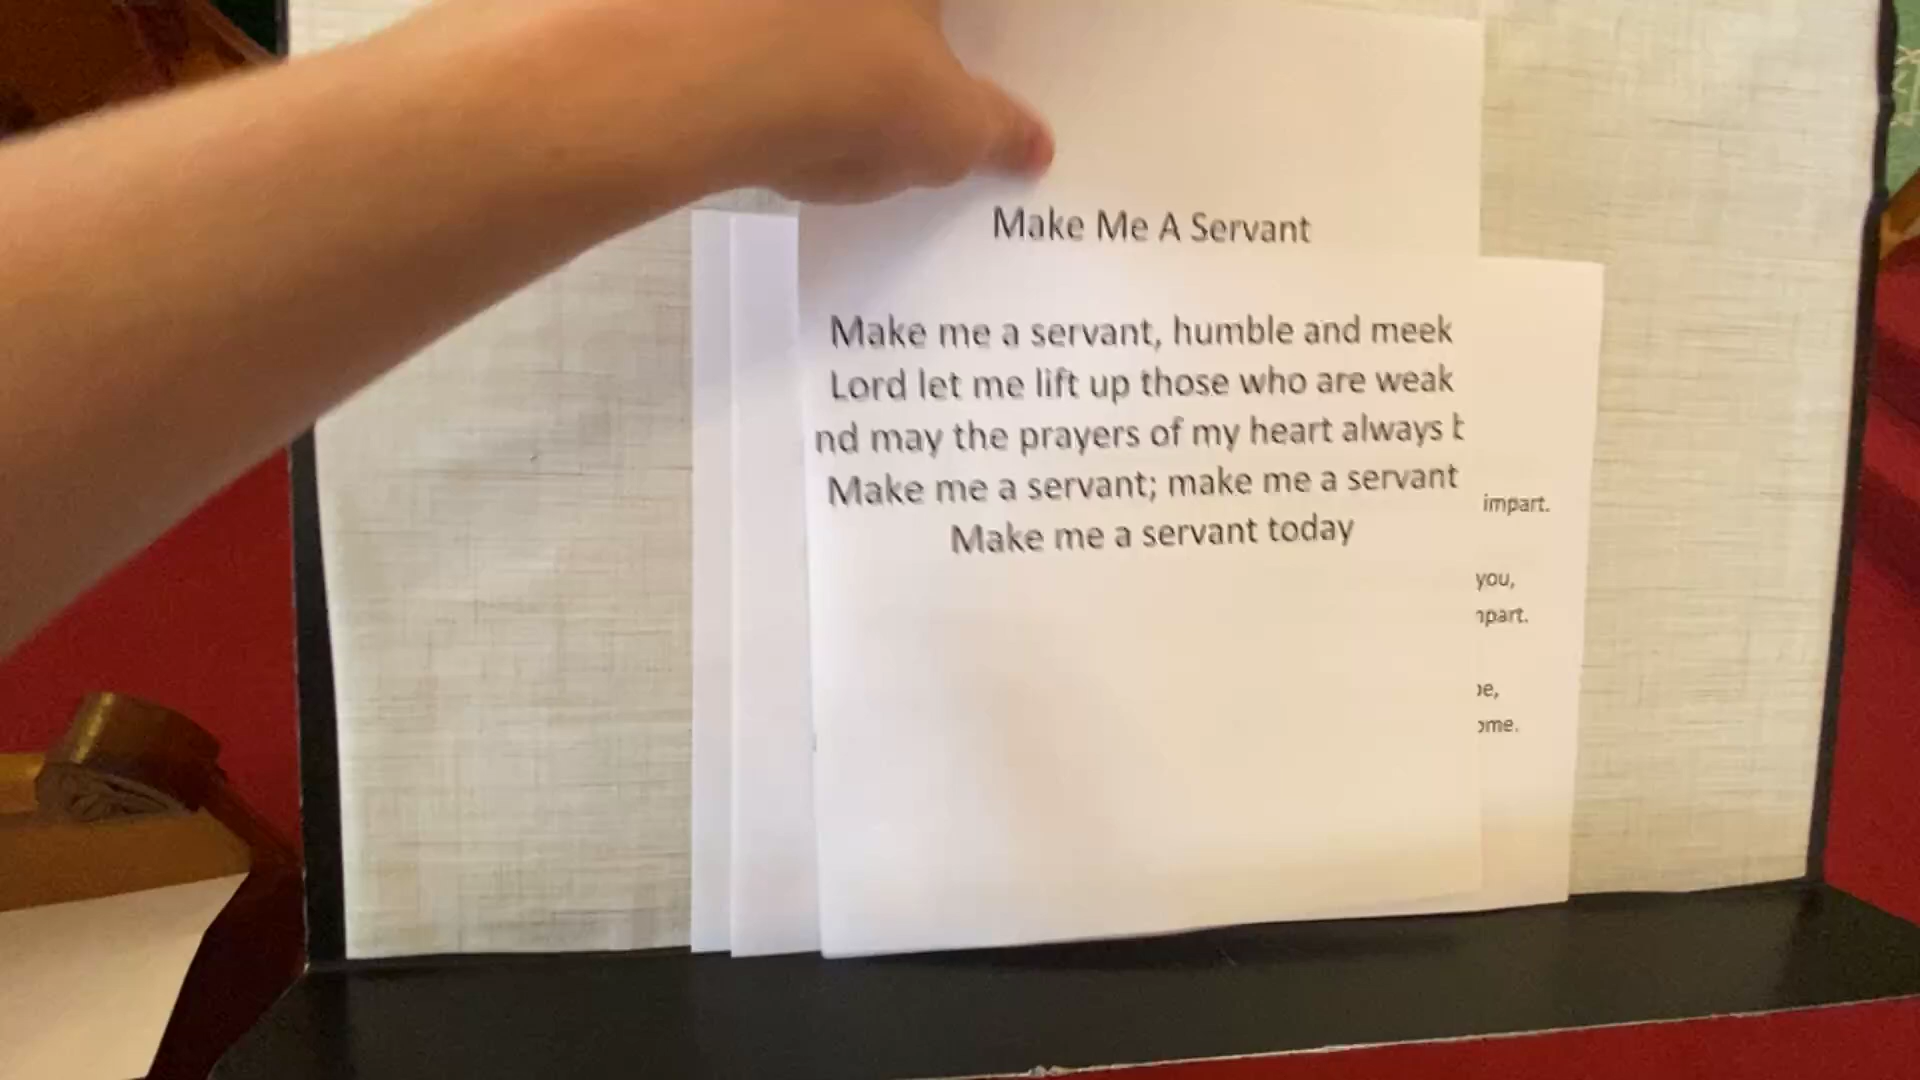 Make Me A Servant
Make me a servant, humble and meek
Lord let me lift up those who are weak
nd may the prayers of my heart always b
Make me a servant; make me a servant
Make me a servant today
impart.
you,
npart.
be,
ome.